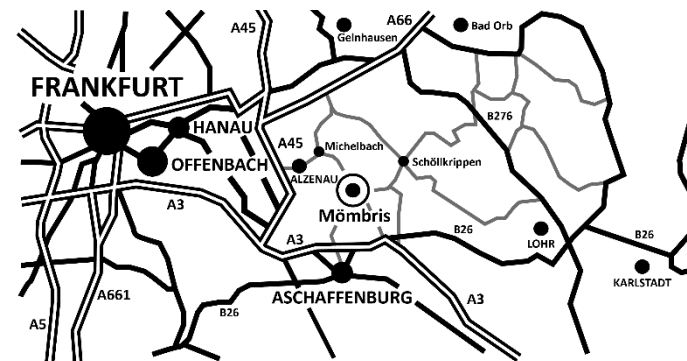 A45
A66
Gelnhausen
Bad Orb
FRANKFURT
HANAU
B276
A45
Michelbach
OFFENBACH
ALZENAU
Schöllkrippen
Mömbris
A3
A3
B26
LOHR
B26
KARLSTADT
A661
ASCHAFFENBURG
A3
B26
A5